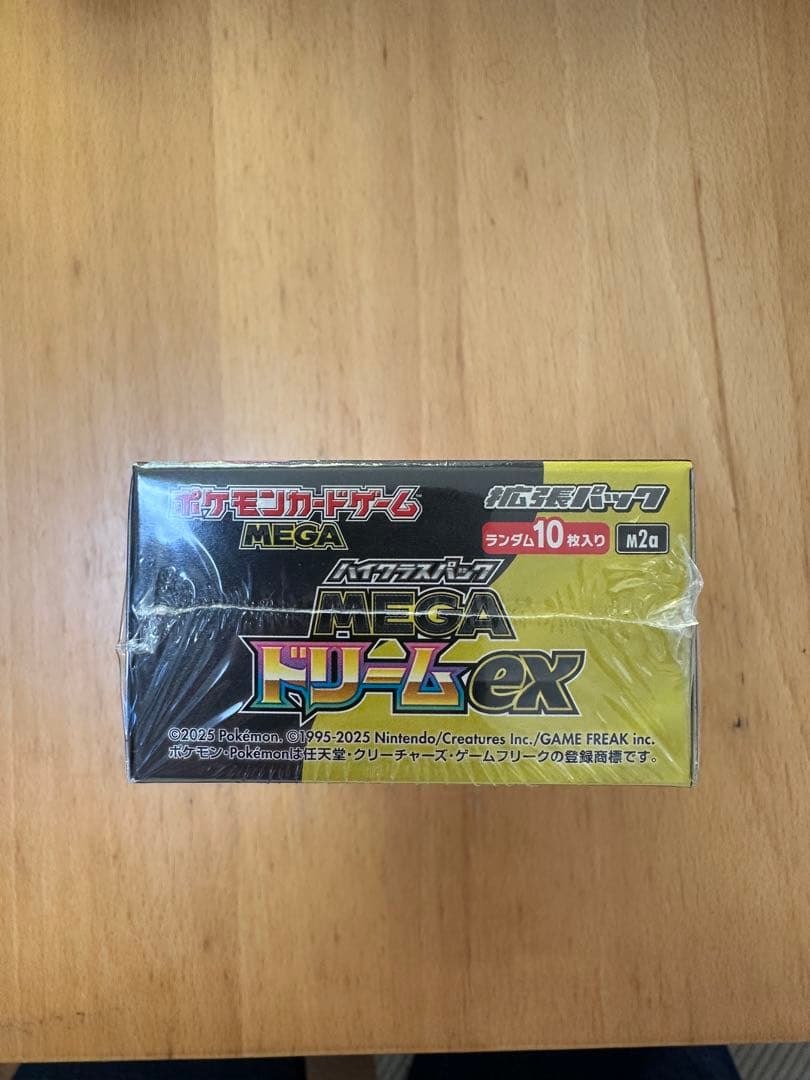 ポケモンカードゲーム
MEGA
拡張パック
ランダム10枚入り M2a
ハイクラスパック
MEGA
ドリームex
©2025 Pokémon. ©1995-2025 Nintendo/Creatures Inc./GAME FREAK inc.
ポケモン・Pokémonは任天堂・クリーチャーズ・ゲームフリークの登録商標です。